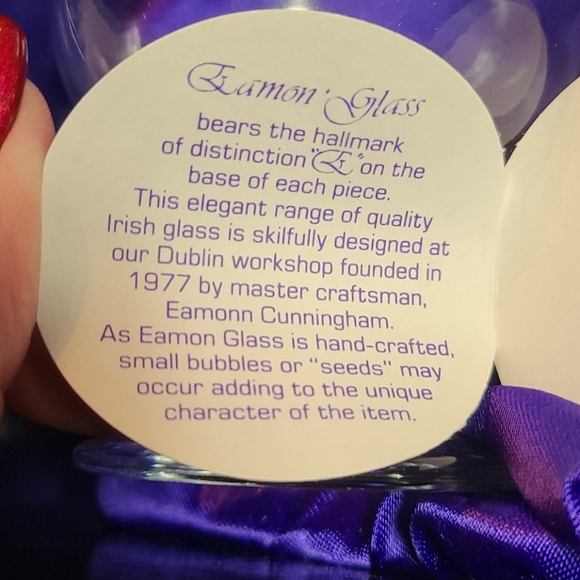 Eamon Glass
bears the hallmark
of distinction "E" on the
base of each piece.
This elegant range of quality
Irish glass is skilfully designed at
our Dublin workshop founded in
1977 by master craftsman,
Eamonn Cunningham.
As Eamon Glass is hand-crafted,
small bubbles or "seeds" may
occur adding to the unique
character of the item.